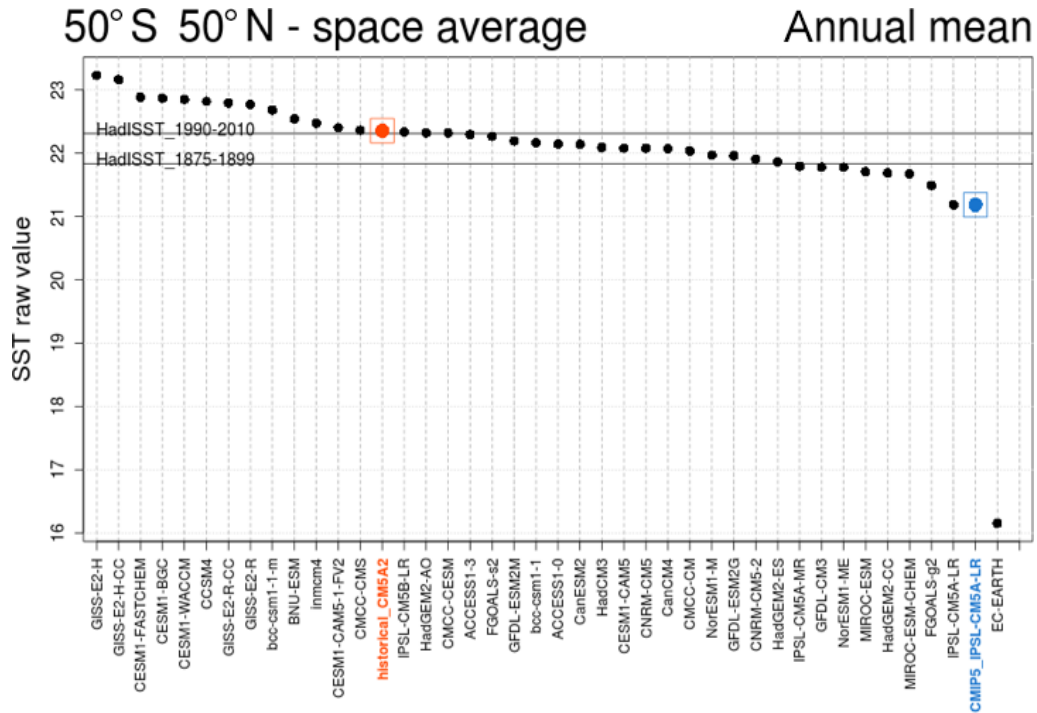 50° S 50° N - space average
Annual mean
SST raw value
23
22
21
20
19
18
17
16
HadISST_1990-2010
HadISST_1875-1899
GISS-E2-H
GISS-E2-H-CC
CESM1-FASTCHEM
CESM1-BGC
CESM1-WACCM
CCSM4
GISS-E2-R-CC
GISS-E2-R
bcc-csm1-1-m
BNU-ESM
inmcm4
CESM1-CAM5-1-FV2
CMCC-CMS
historical_CM5A2
IPSL-CM5B-LR
HadGEM2-AO
CMCC-CESM
ACCESS1-3
FGOALS-s2
GFDL-ESM2M
bcc-csm1-1
ACCESS1-0
CanESM2
HadCM3
CESM1-CAM5
CNRM-CM5
CanCM4
CMCC-CM
NorESM1-M
GFDL-ESM2G
CNRM-CM5-2
HadGEM2-ES
IPSL-CM5A-MR
GFDL-CM3
NorESM1-ME
MIROC-ESM
HadGEM2-CC
MIROC-ESM-CHEM
FGOALS-g2
IPSL-CM5A-LR
CMIP5_IPSL-CM5A-LR
EC-EARTH